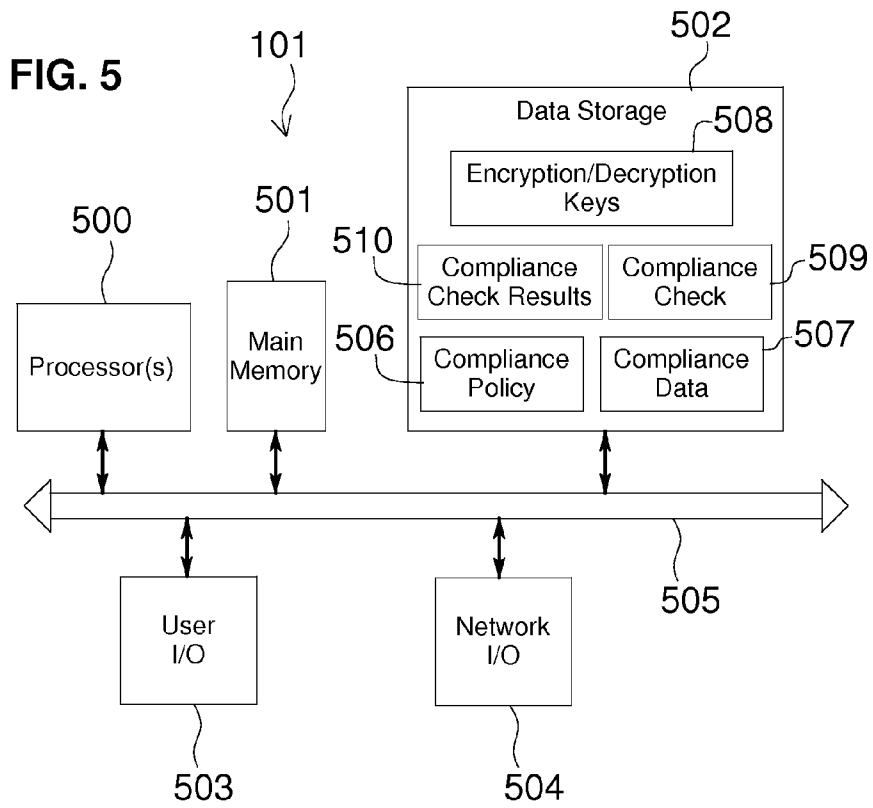 FIG. 5
101
502
Data Storage
508
Encryption/Decryption
Keys
500
501
510
Compliance
Check Results
Compliance
Check
509
Processor(s)
Main
Memory
506
Compliance
Policy
Compliance
Data
507
505
User
I/O
Network
I/O
503
504